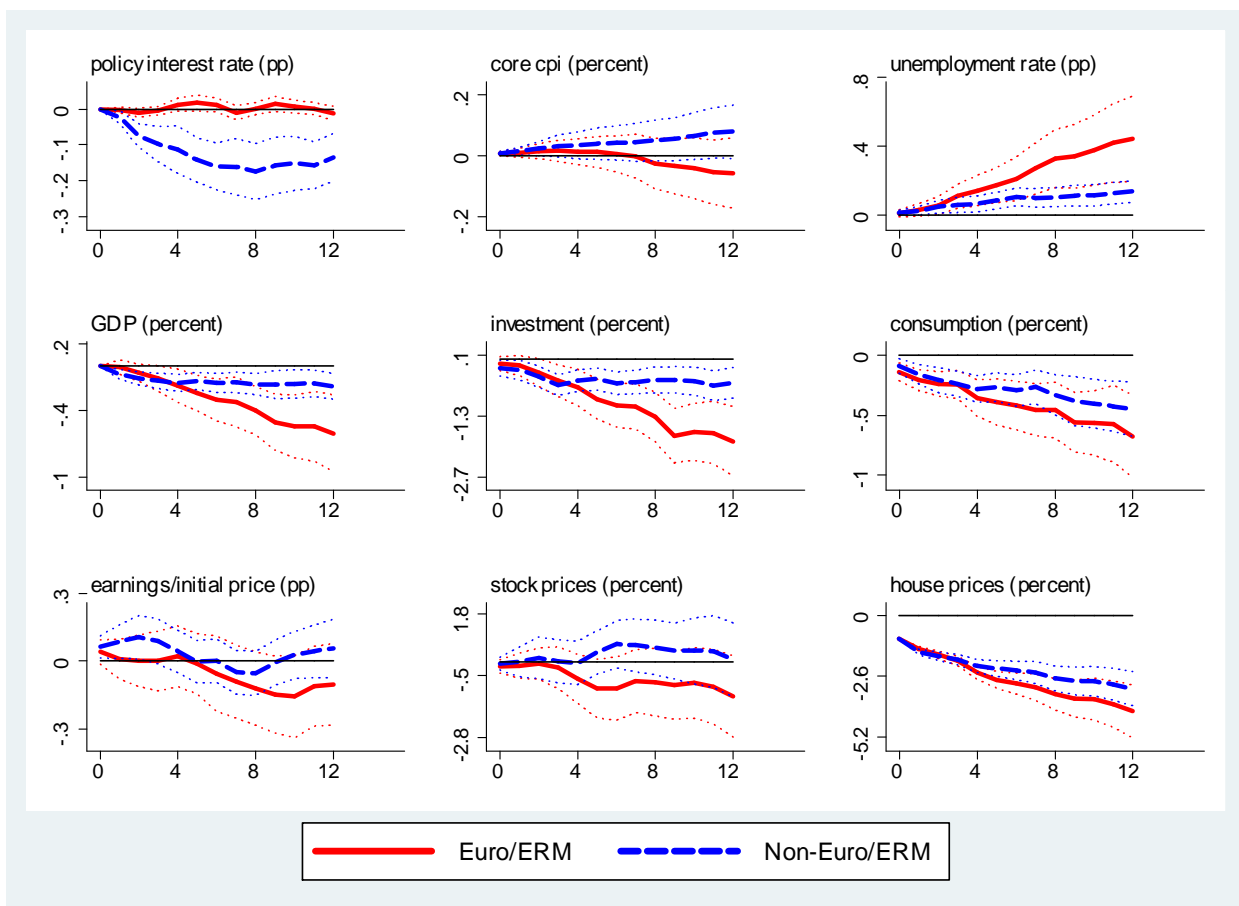 policy interest rate (pp)
0
-.1
-.2
-.3
0 4 8 12
core cpi (percent)
.2
0
-.2
0 4 8 12
unemployment rate (pp)
.8
.4
0
0 4 8 12
GDP (percent)
.2
-.4
-1
0 4 8 12
investment (percent)
.1
-1.3
-2.7
0 4 8 12
consumption (percent)
0
-.5
-1
0 4 8 12
earnings/initial price (pp)
.3
0
-.3
0 4 8 12
stock prices (percent)
1.8
-.5
-2.8
0 4 8 12
house prices (percent)
0
-2.6
-5.2
0 4 8 12
Euro/ERM Non-Euro/ERM